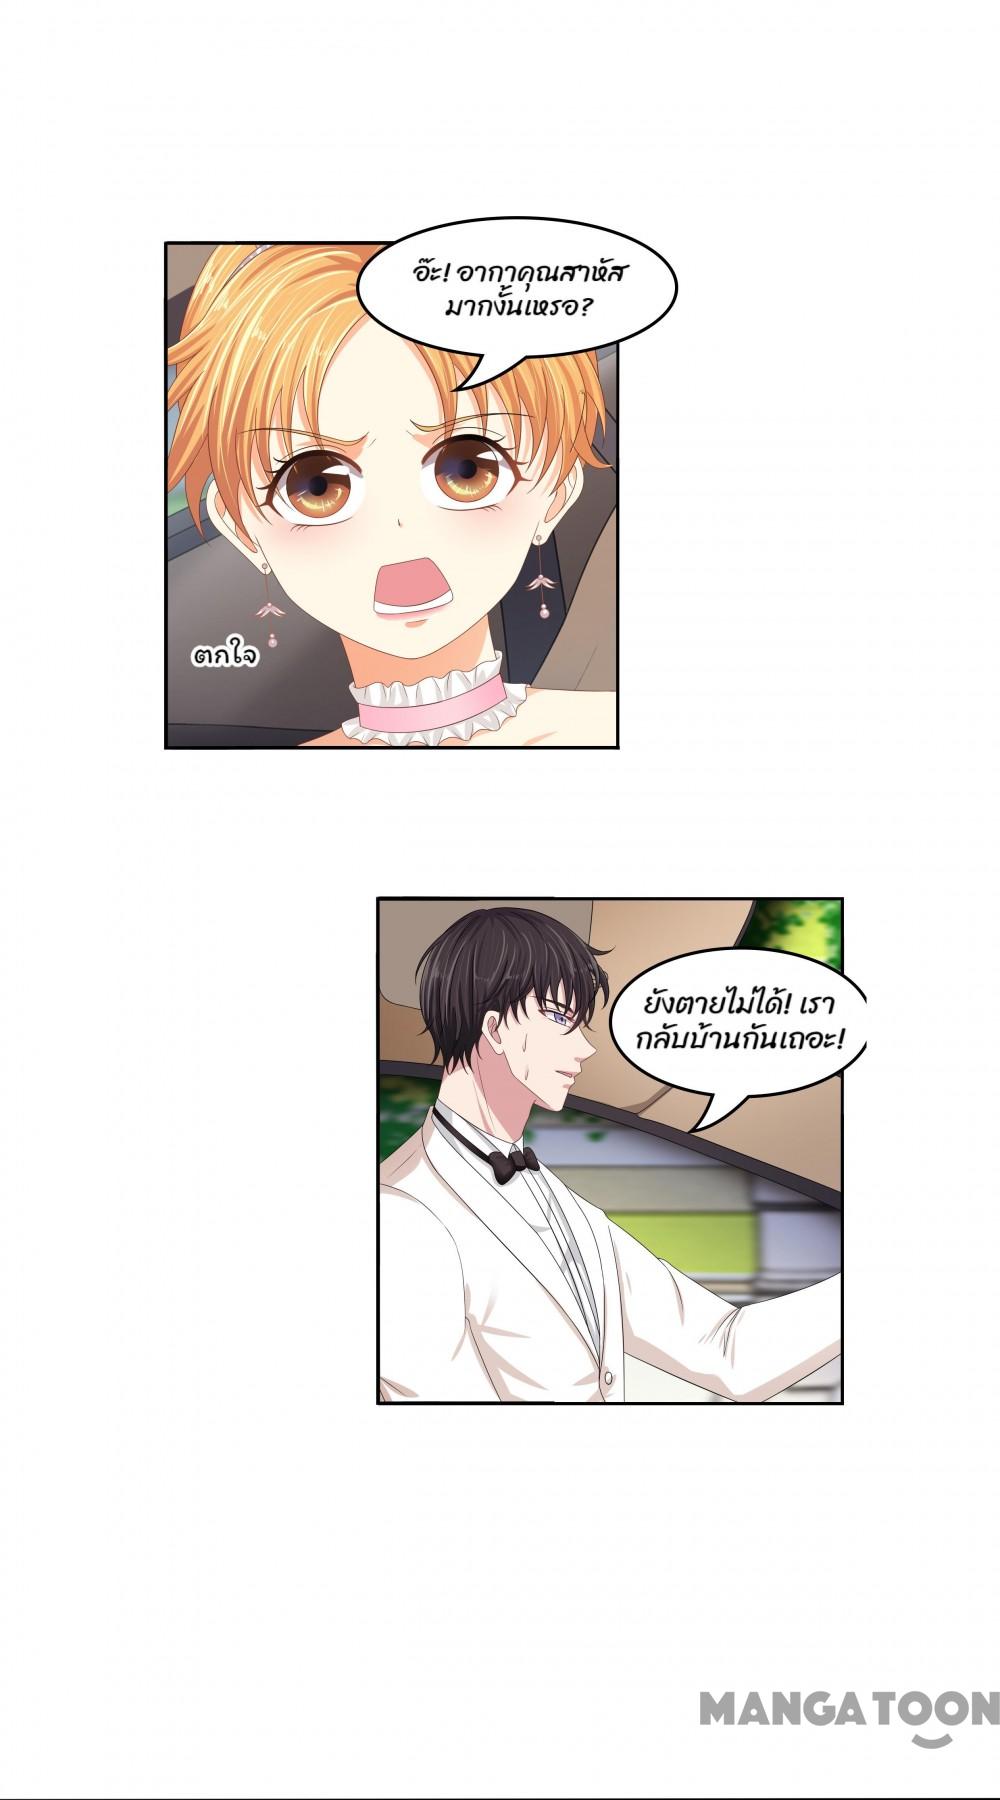 อ๊ะ! อากาคุณสาหัส
มากงั้นเหรอ?
ตกใจ
ยังตายไม่ได้! เรา
กลับบ้านกันเถอะ!
MANGATOON